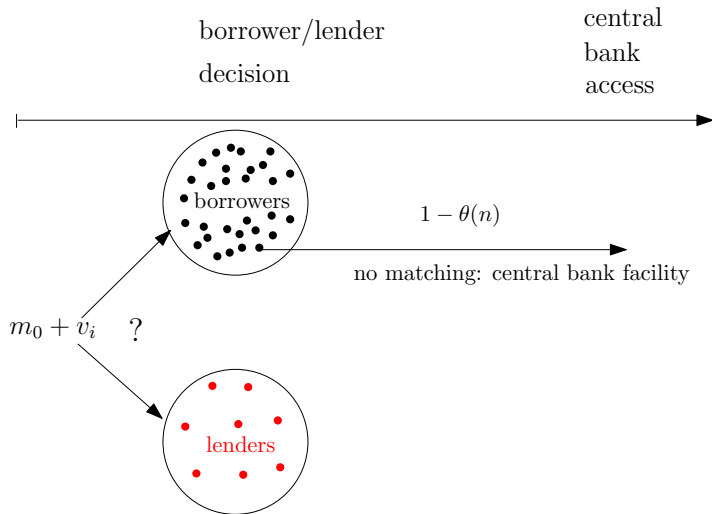 borrower/lender
decision
central
bank
access
borrowers
1 − θ(n)
no matching: central bank facility
m₀ + vᵢ
?
lenders